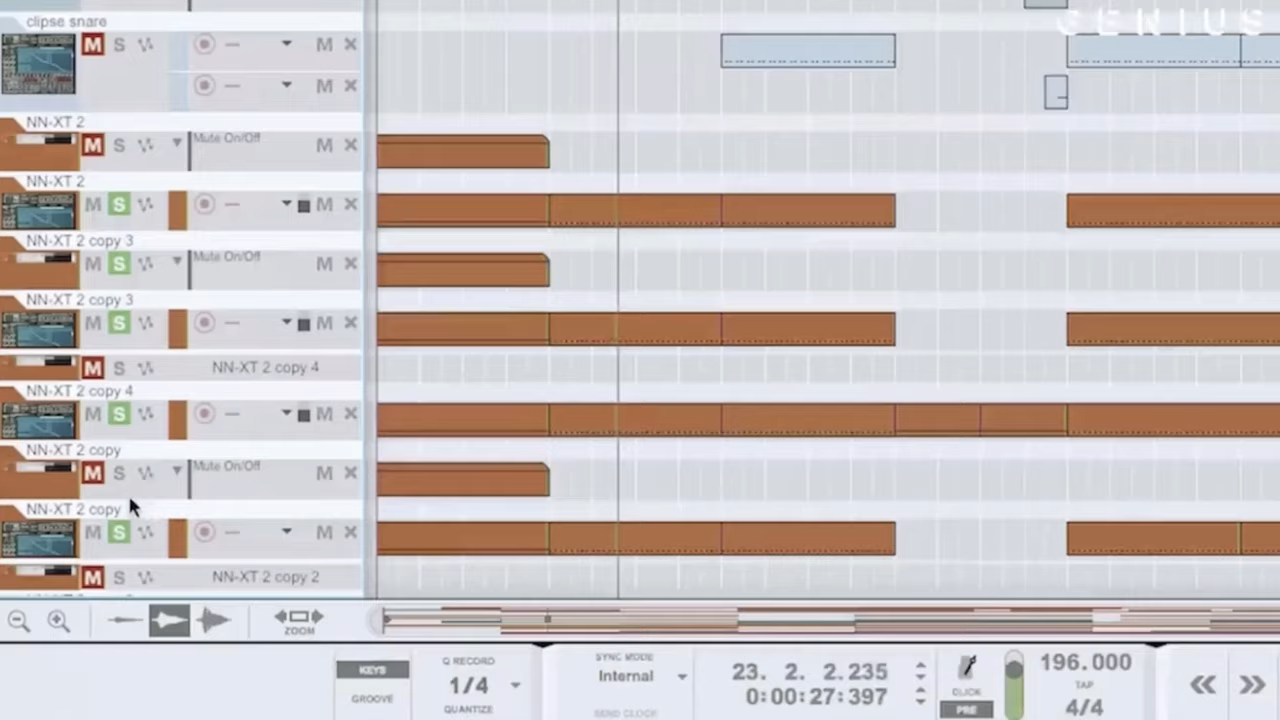 clipse snare
GENIUS
M S M ×
M ×
NN-XT 2
M S Mute On/Off M ×
NN-XT 2
M S M ×
NN-XT 2 copy 3
M S Mute On/Off M ×
NN-XT 2 copy 3
M S M ×
M S NN-XT 2 copy 4
NN-XT 2 copy 4
M S M ×
NN-XT 2 copy
M S Mute On/Off M ×
NN-XT 2 copy
M S M ×
M S NN-XT 2 copy 2
ZOOM
KEYS
GROOVE
Q RECORD
1/4
QUANTIZE
SYNC MODE
Internal
SEND CLOCK
23. 2. 2.235
0:00:27:397
CLICK
PRE
196.000
TAP
4/4